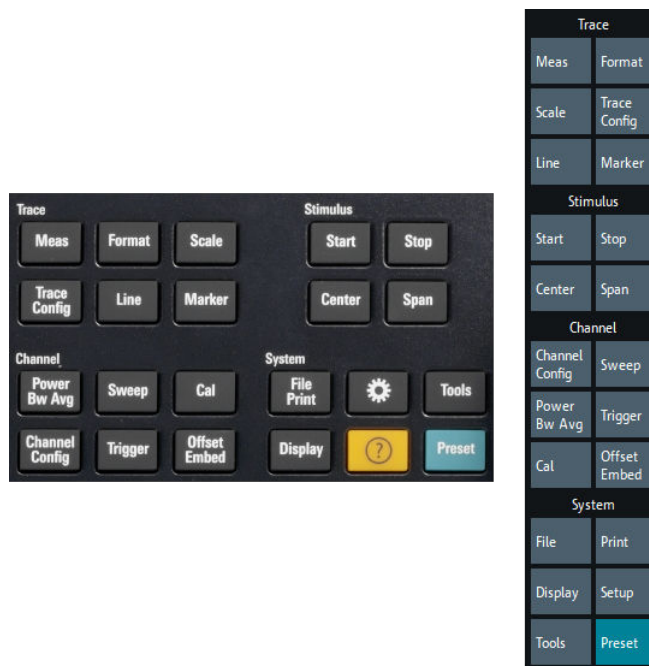 Trace
Meas Format Scale
Trace
Config Line Marker
Stimulus
Start Stop
Center Span
Channel
Power
Bw Avg Sweep Cal
Channel
Config Trigger Offset
Embed
System
File
Print Tools
Display ? Preset
Trace
Meas Format
Scale Trace
Config
Line Marker
Stimulus
Start Stop
Center Span
Channel
Channel
Config Sweep
Power
Bw Avg Trigger
Cal Offset
Embed
System
File Print
Display Setup
Tools Preset